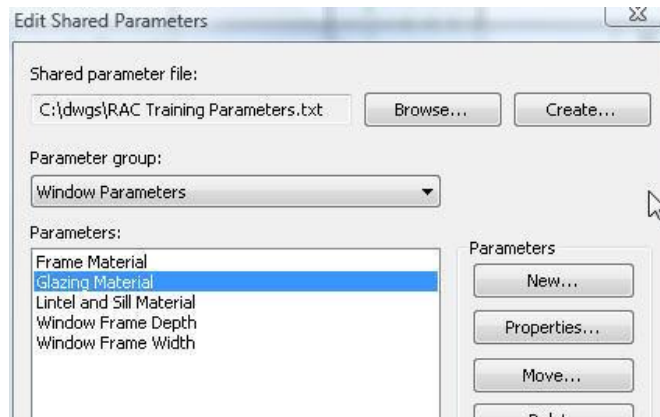 Edit Shared Parameters
Shared parameter file:
C:\dwgs\RAC Training Parameters.txt
Browse...
Create...
Parameter group:
Window Parameters
Parameters:
Frame Material
Glazing Material
Lintel and Sill Material
Window Frame Depth
Window Frame Width
Parameters
New...
Properties...
Move...